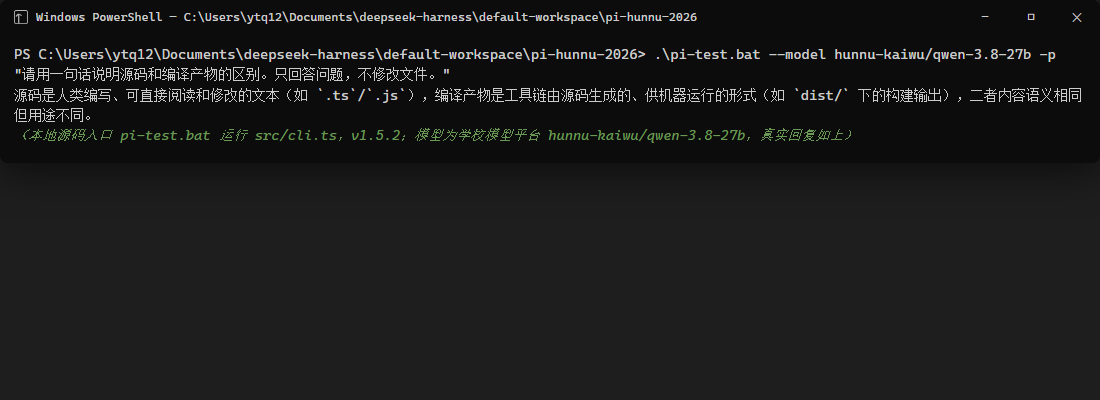 Windows PowerShell — C:\Users\ytq12\Documents\deepseek-harness\default-workspace\pi-hunnu-2026
PS C:\Users\ytq12\Documents\deepseek-harness\default-workspace\pi-hunnu-2026> .\pi-test.bat --model hunnu-kaiwu/qwen-3.8-27b -p
"请用一句话说明源码和编译产物的区别。只回答问题，不修改文件。"
源码是人类编写、可直接阅读和修改的文本（如 `.ts`/`.js`），编译产物是工具链由源码生成的、供机器运行的形式（如 `dist/` 下的构建输出），二者内容语义相同
但用途不同。
（本地源码入口 pi-test.bat 运行 src/cli.ts，v1.5.2；模型为学校模型平台 hunnu-kaiwu/qwen-3.8-27b，真实回复如上）